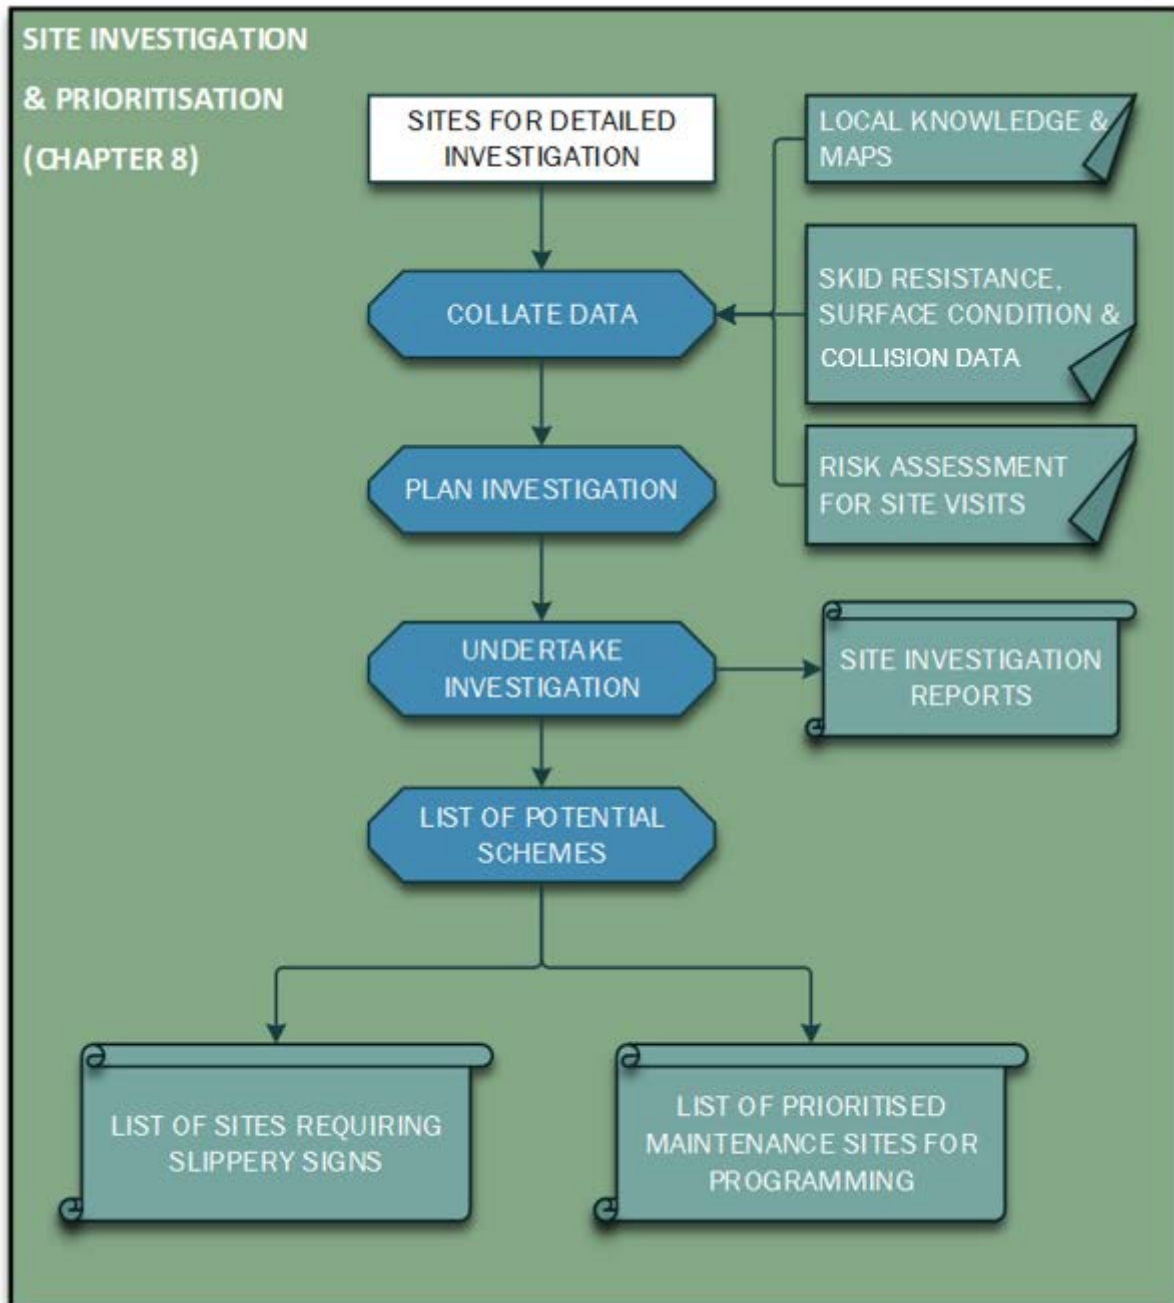 SITE INVESTIGATION
& PRIORITISATION
(CHAPTER 8)
SITES FOR DETAILED
INVESTIGATION
LOCAL KNOWLEDGE &
MAPS
COLLATE DATA
SKID RESISTANCE,
SURFACE CONDITION &
COLLISION DATA
PLAN INVESTIGATION
RISK ASSESSMENT
FOR SITE VISITS
UNDERTAKE
INVESTIGATION
SITE INVESTIGATION
REPORTS
LIST OF POTENTIAL
SCHEMES
LIST OF SITES REQUIRING
SLIPPERY SIGNS
LIST OF PRIORITISED
MAINTENANCE SITES FOR
PROGRAMMING